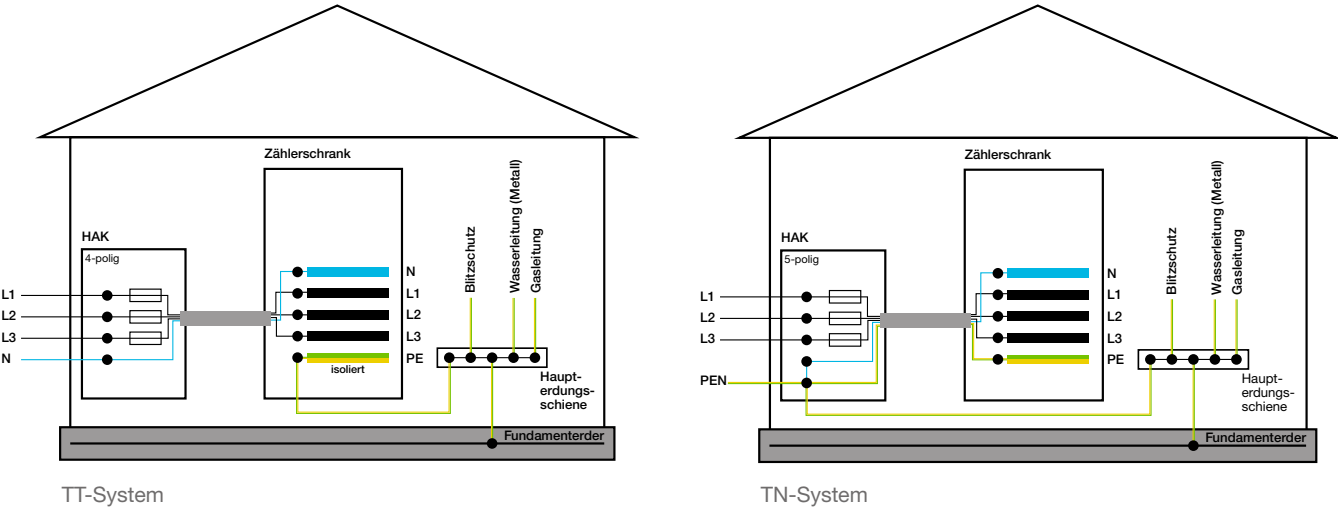 Zählerschrank
HAK
4-polig
L1
L2
L3
N
N
L1
L2
L3
PE
isoliert
Blitzschutz
Wasserleitung (Metall)
Gasleitung
Haupt-
erdungs-
schiene
Fundamenterder
TT-System
Zählerschrank
HAK
5-polig
L1
L2
L3
PEN
N
L1
L2
L3
PE
Blitzschutz
Wasserleitung (Metall)
Gasleitung
Haupt-
erdungs-
schiene
Fundamenterder
TN-System